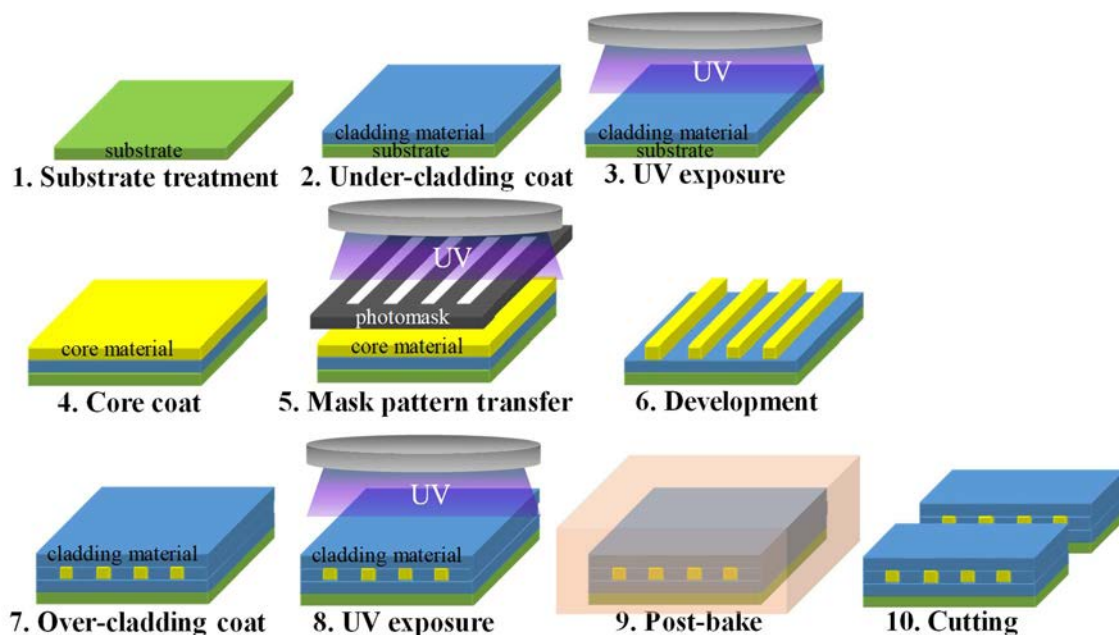 substrate
1. Substrate treatment
cladding material
substrate
2. Under-cladding coat
UV
cladding material
substrate
3. UV exposure
core material
4. Core coat
UV
photomask
core material
5. Mask pattern transfer
6. Development
cladding material
7. Over-cladding coat
UV
cladding material
8. UV exposure
9. Post-bake
10. Cutting